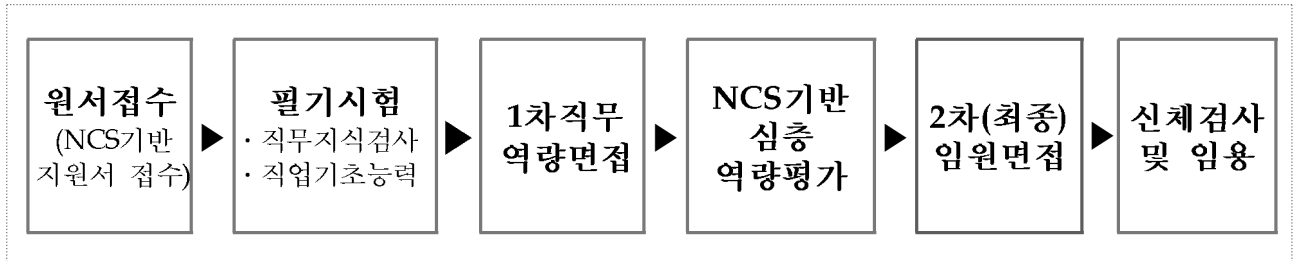 원서접수
(NCS기반
지원서 접수)
필기시험
· 직무지식검사
· 직업기초능력
1차직무
역량면접
NCS기반
심층
역량평가
2차(최종)
임원면접
신체검사
및 임용